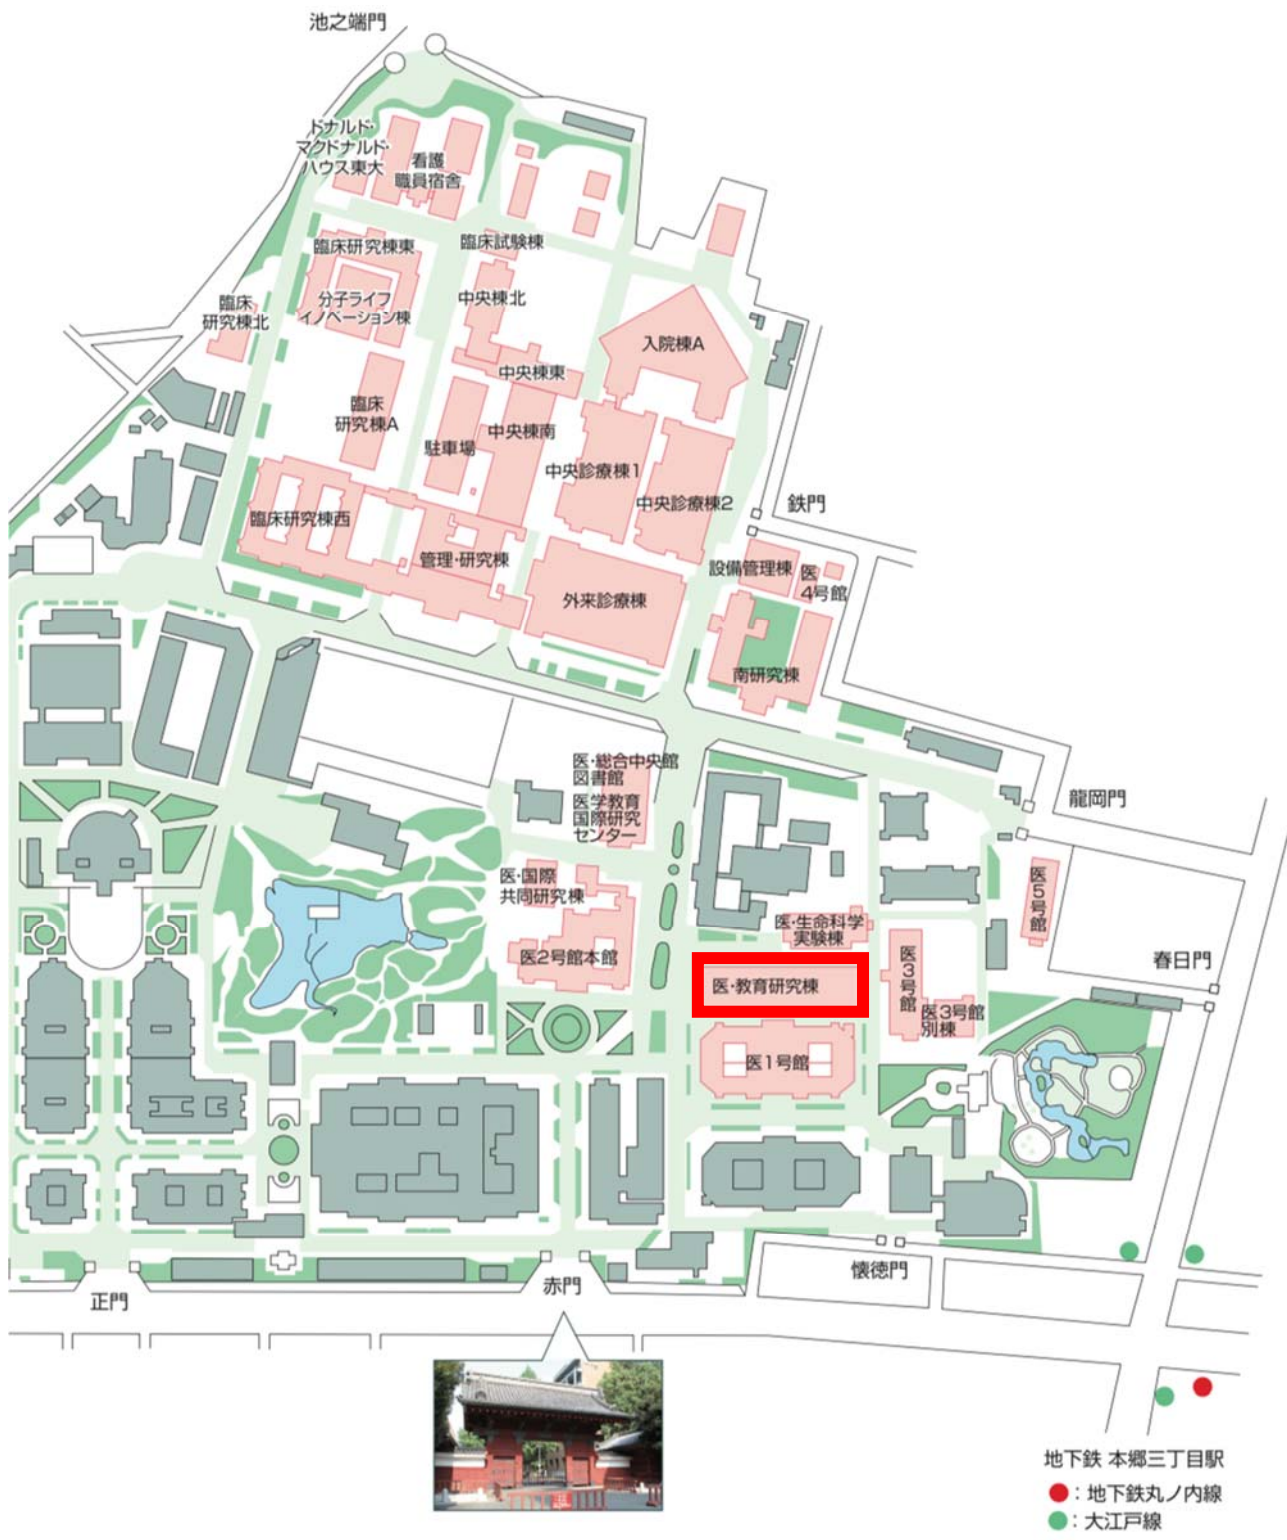 池之端門
ドナルド・
マクドナルド・
ハウス東大
看護
職員宿舎
臨床研究棟東
臨床試験棟
分子ライフ
イノベーション棟
中央棟北
臨床
研究棟北
入院棟A
中央棟東
臨床
研究棟A
駐車場
中央棟南
中央診療棟1
中央診療棟2
鉄門
臨床研究棟西
管理・研究棟
設備管理棟
医
4号館
外来診療棟
南研究棟
医・総合中央館
図書館
医学教育
国際研究
センター
龍岡門
医・国際
共同研究棟
医5号館
医・生命科学
実験棟
医2号館本館
医3号館
春日門
医・教育研究棟
医3号館
別棟
医1号館
懐徳門
赤門
正門
地下鉄 本郷三丁目駅
:地下鉄丸ノ内線
:大江戸線